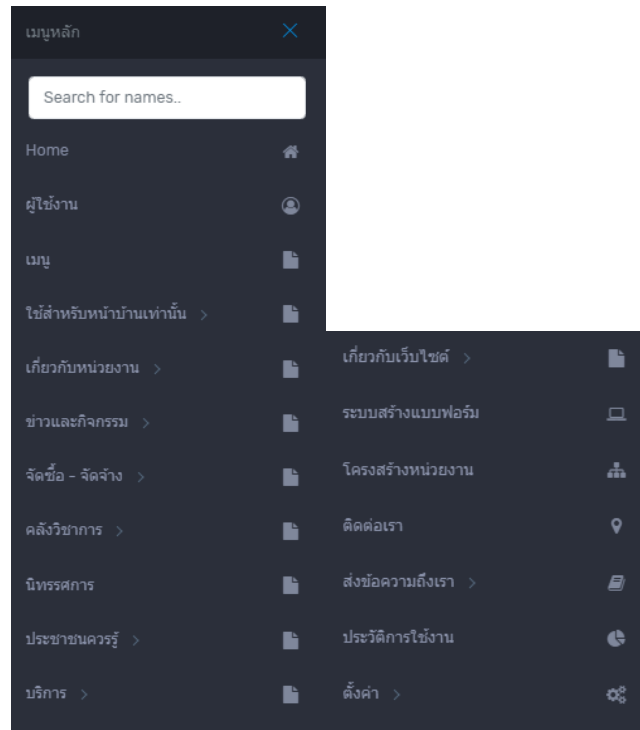 เมนูหลัก
Search for names..
Home
ผู้ใช้งาน
เมนู
ใช้สำหรับหน้าบ้านเท่านั้น
เกี่ยวกับหน่วยงาน
ข่าวและกิจกรรม
จัดซื้อ - จัดจ้าง
คลังวิชาการ
นิทรรศการ
ประชาชนควรรู้
บริการ
เกี่ยวกับเว็บไซต์
ระบบสร้างแบบฟอร์ม
โครงสร้างหน่วยงาน
ติดต่อเรา
ส่งข้อความถึงเรา
ประวัติการใช้งาน
ตั้งค่า